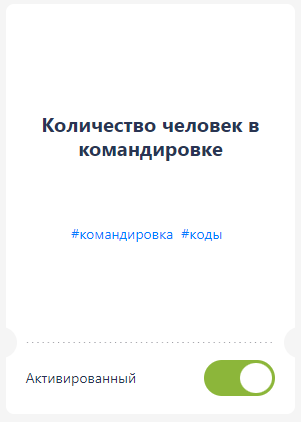 Количество человек в
командировке
#командировка #коды
Активированный